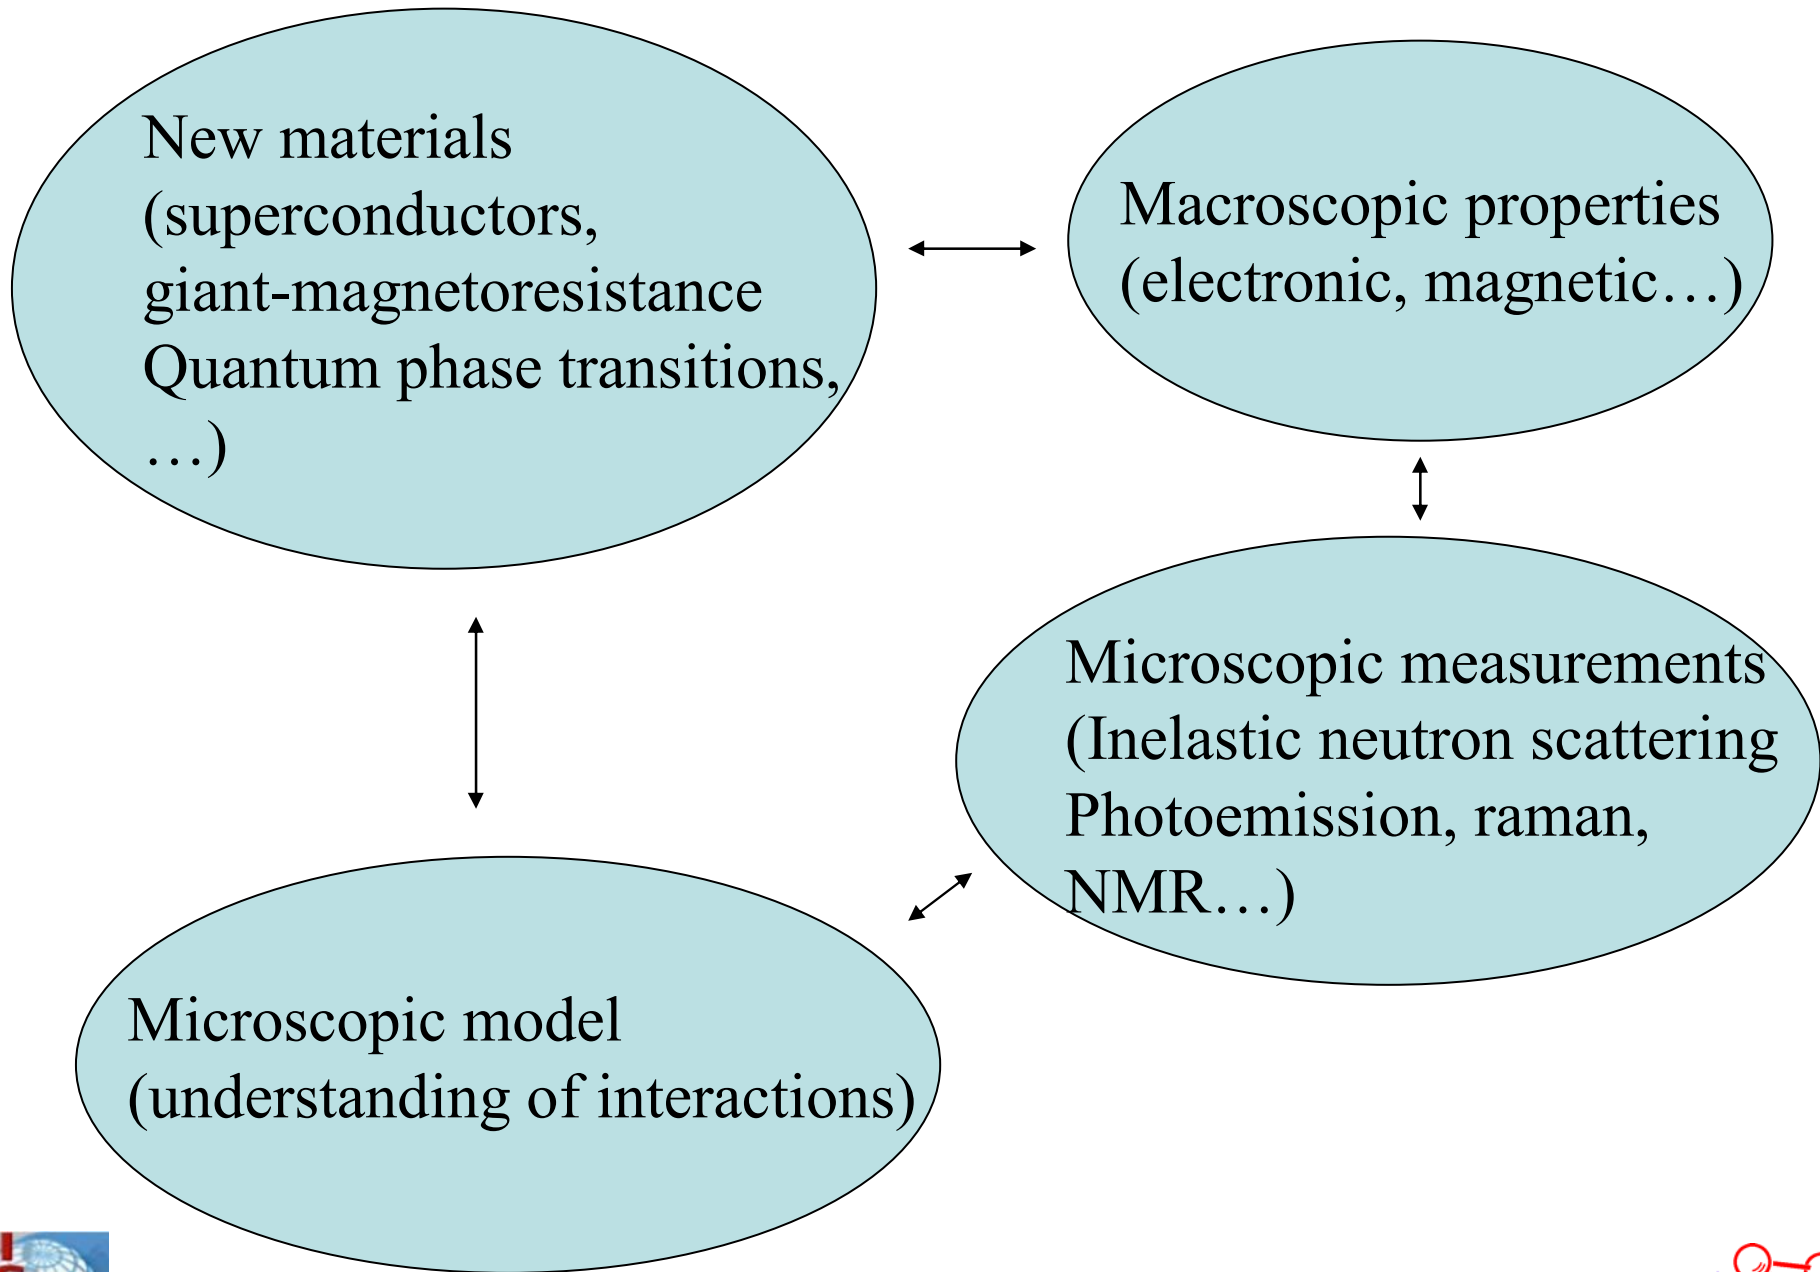 New materials
(superconductors,
giant-magnetoresistance
Quantum phase transitions,
…)
Macroscopic properties
(electronic, magnetic…)
Microscopic measurements
(Inelastic neutron scattering
Photoemission, raman,
NMR…)
Microscopic model
(understanding of interactions)